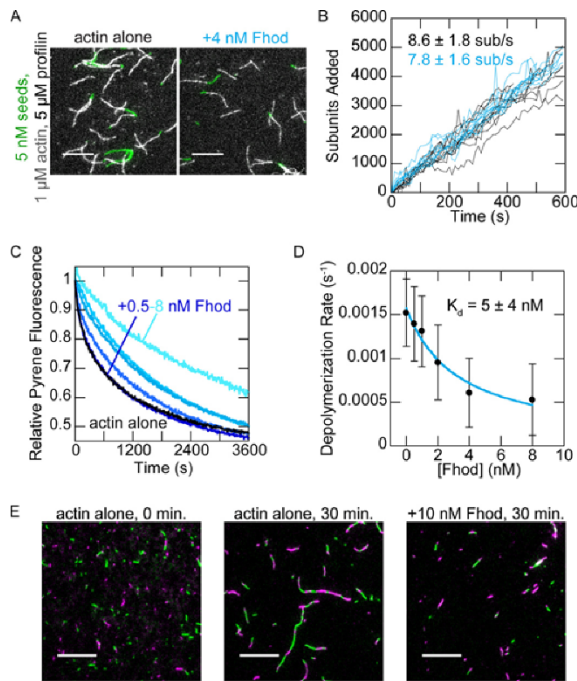 A
actin alone
+4 nM Fhod
5 nM seeds,
1 µM actin, 5 µM profilin
B
8.6 ± 1.8 sub/s
7.8 ± 1.6 sub/s
6000
5000
4000
3000
2000
1000
0
Subunits Added
0
200
400
600
Time (s)
C
1
0.9
0.8
0.7
0.6
0.5
Relative Pyrene Fluorescence
+0.5-8 nM Fhod
actin alone
0
1200
2400
3600
Time (s)
D
0.002
0.0015
0.001
0.0005
0
Depolymerization Rate (s⁻¹)
Kd = 5 ± 4 nM
0
2
4
6
8
10
[Fhod] (nM)
E
actin alone, 0 min.
actin alone, 30 min.
+10 nM Fhod, 30 min.